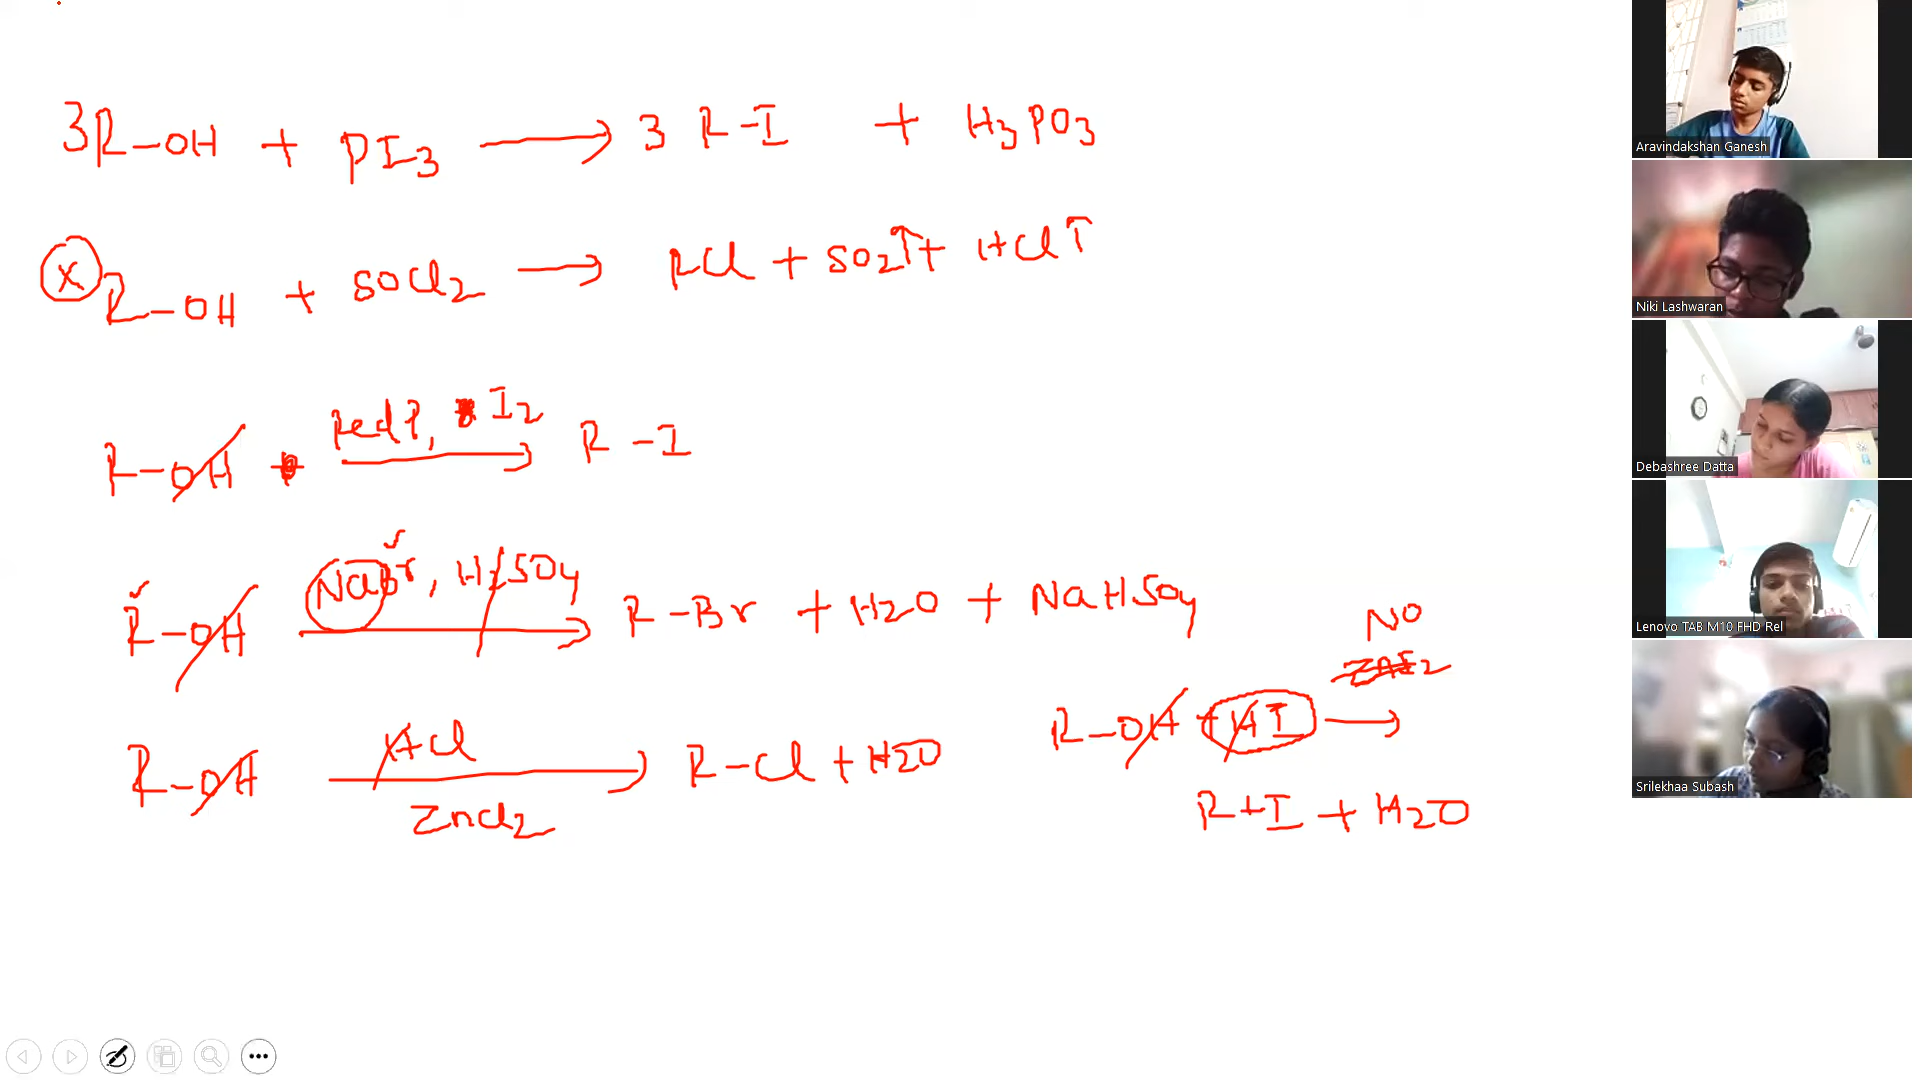 3R-OH + PI3 → 3 R-I + H3PO3
X R-OH + SOCl2 → RCl + SO2↑ + HCl↑
R-OH Red P, I2 → R-I
R-OH NaBr, H2SO4 → R-Br + H2O + NaHSO4
NO
ZnI2
R-OH + HI →
R-OH HCl → R-Cl + H2O
ZnCl2
R+I + H2O
Aravindakshan Ganesh
Niki Lashwaran
Debashree Datta
Lenovo TAB M10 FHD Rel
Srilekhaa Subash